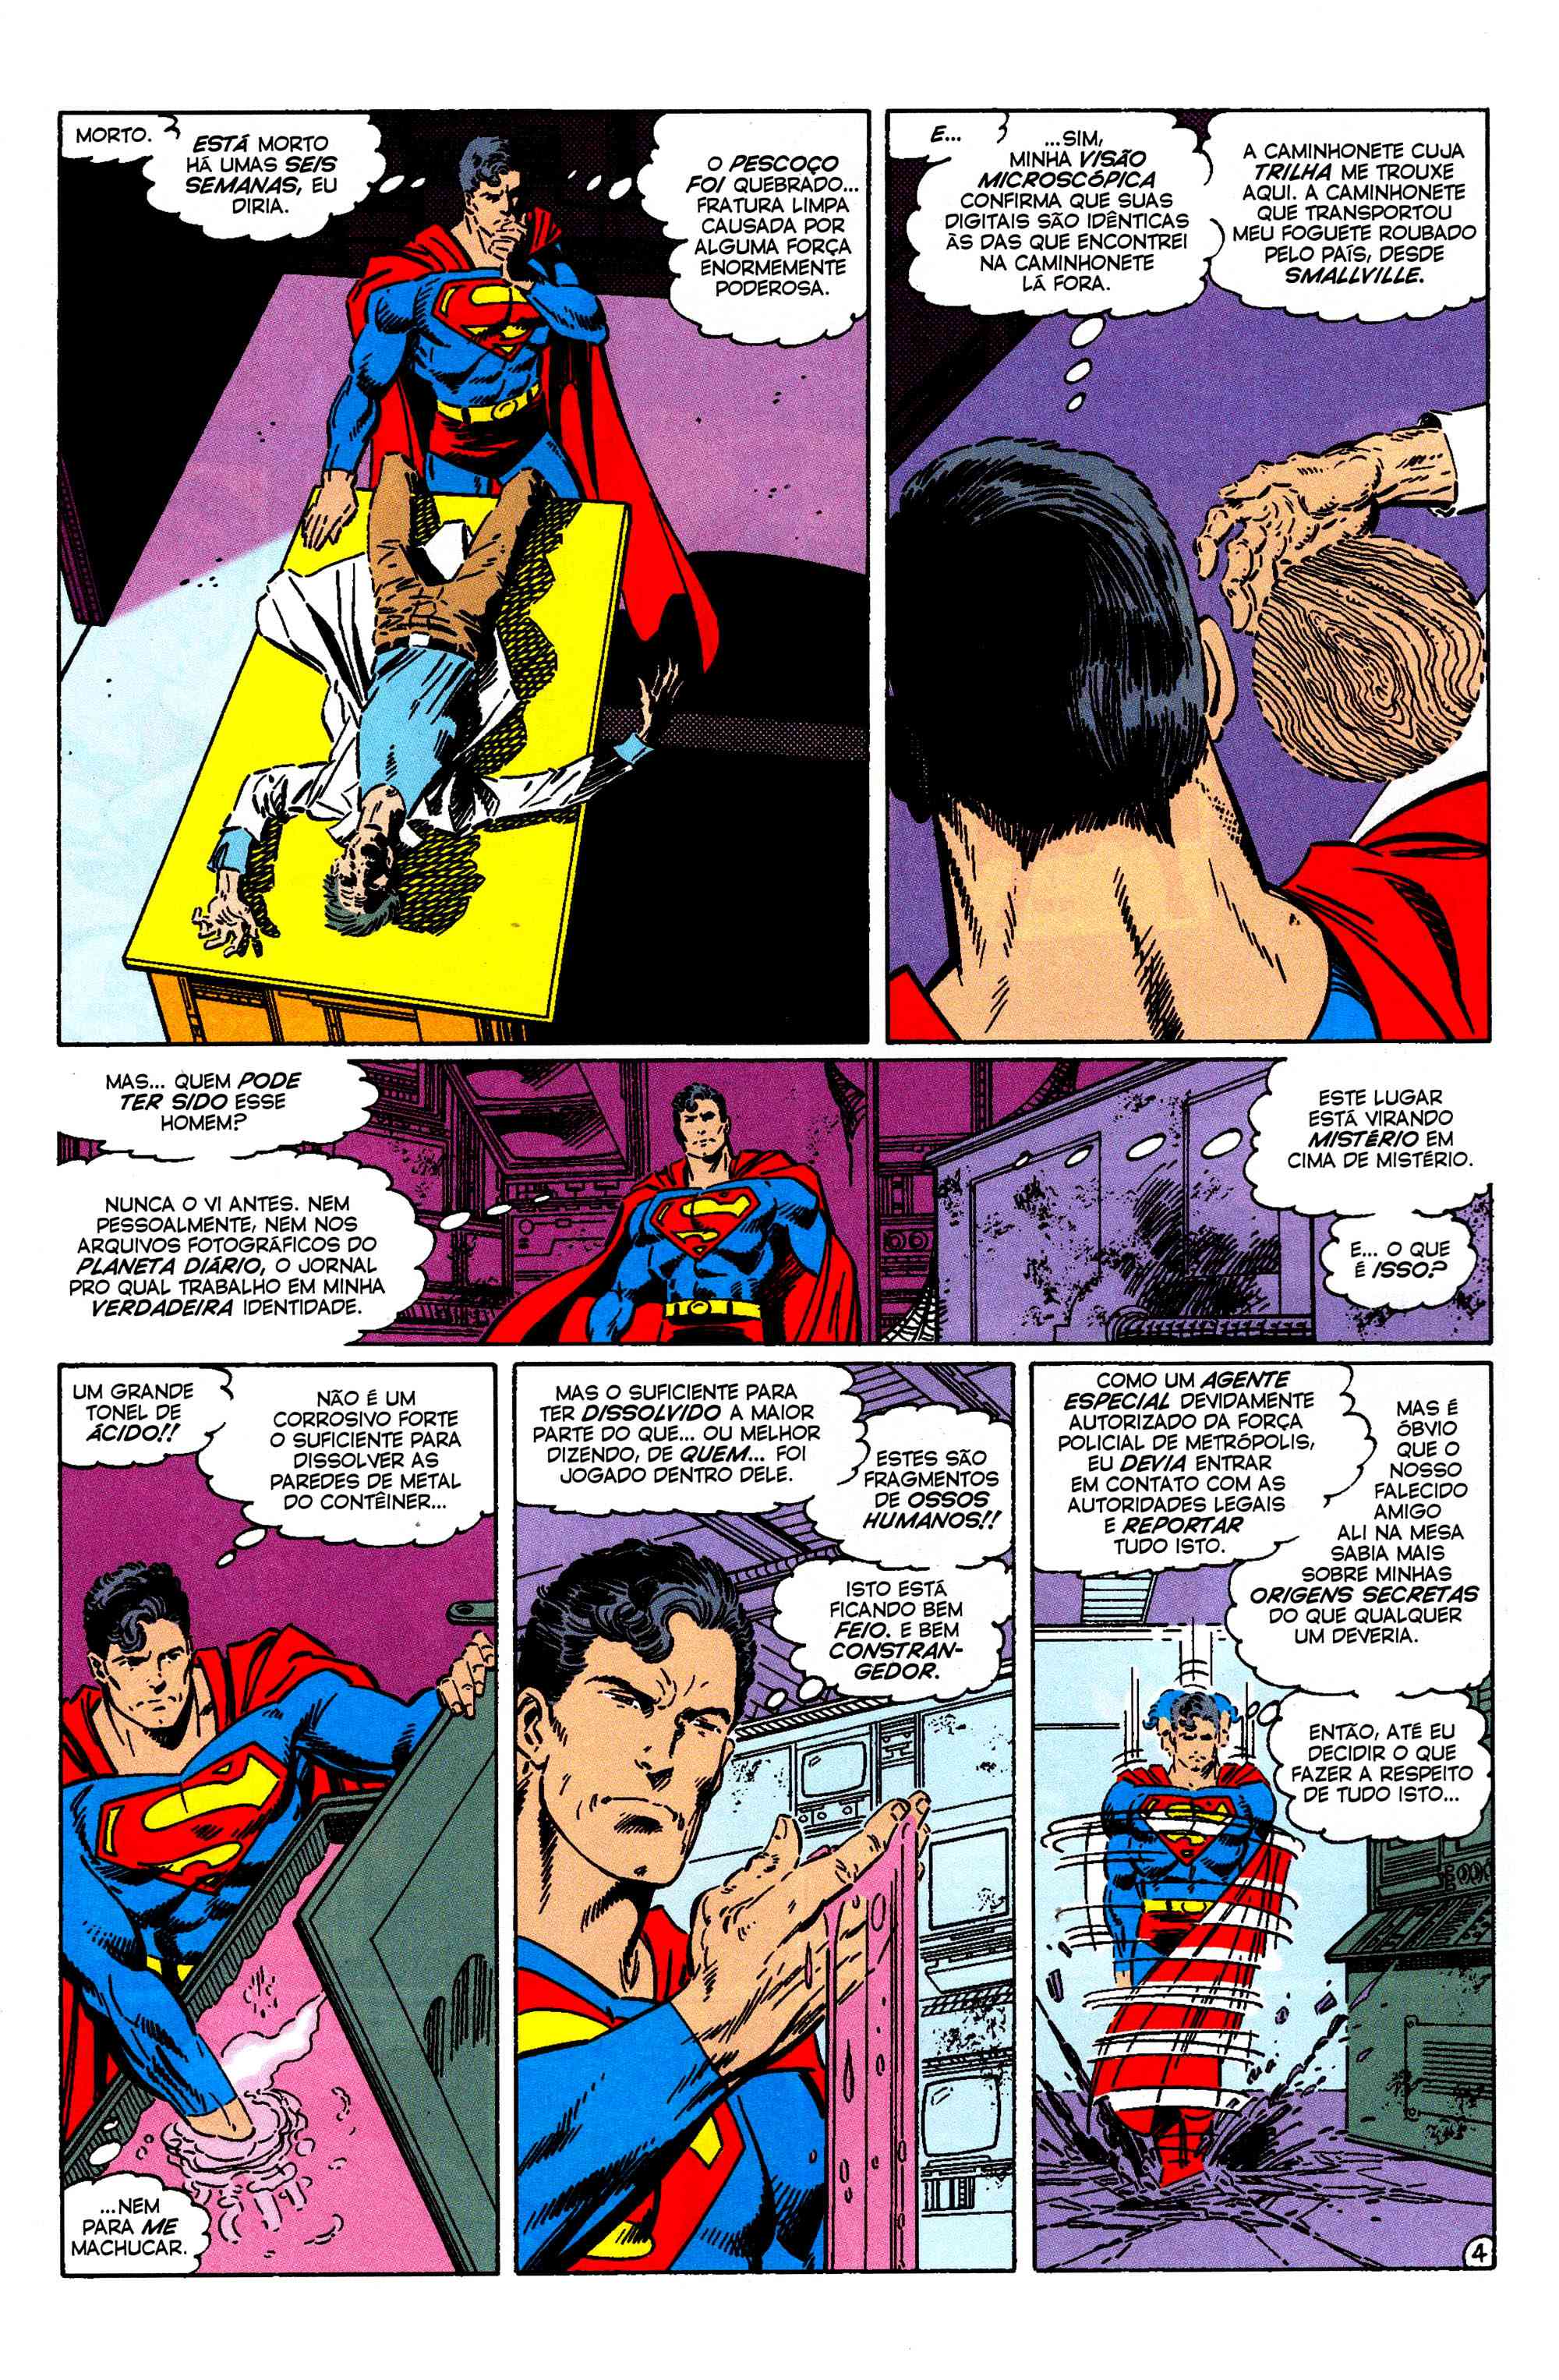 MORTO.
ESTÁ MORTO
HÁ UMAS SEIS
SEMANAS, EU
DIRIA.
O PESCOÇO
FOI QUEBRADO...
FRATURA LIMPA
CAUSADA POR
ALGUMA FORÇA
ENORMEMENTE
PODEROSA.
E...
...SIM,
MINHA VISÃO
MICROSCÓPICA
CONFIRMA QUE SUAS
DIGITAIS SÃO IDÊNTICAS
ÀS DAS QUE ENCONTREI
NA CAMINHONETE
LÁ FORA.
A CAMINHONETE CUJA
TRILHA ME TROUXE
AQUI. A CAMINHONETE
QUE TRANSPORTOU
MEU FOGUETE ROUBADO
PELO PAÍS, DESDE
SMALLVILLE.
MAS... QUEM PODE
TER SIDO ESSE
HOMEM?
NUNCA O VI ANTES. NEM
PESSOALMENTE, NEM NOS
ARQUIVOS FOTOGRÁFICOS DO
PLANETA DIÁRIO, O JORNAL
PRO QUAL TRABALHO EM MINHA
VERDADEIRA IDENTIDADE.
ESTE LUGAR
ESTÁ VIRANDO
MISTÉRIO EM
CIMA DE MISTÉRIO.
E... O QUE
É ISSO?
UM GRANDE
TONEL DE
ÁCIDO!!
NÃO É UM
CORROSIVO FORTE
O SUFICIENTE PARA
DISSOLVER AS
PAREDES DE METAL
DO CONTÊINER...
...NEM
PARA ME
MACHUCAR.
MAS O SUFICIENTE PARA
TER DISSOLVIDO A MAIOR
PARTE DO QUE... OU MELHOR
DIZENDO, DE QUEM... FOI
JOGADO DENTRO DELE.
ESTES SÃO
FRAGMENTOS
DE OSSOS
HUMANOS!!
ISTO ESTÁ
FICANDO BEM
FEIO. E BEM
CONSTRAN-
GEDOR.
COMO UM AGENTE
ESPECIAL DEVIDAMENTE
AUTORIZADO DA FORÇA
POLICIAL DE METRÓPOLIS,
EU DEVIA ENTRAR
EM CONTATO COM AS
AUTORIDADES LEGAIS
E REPORTAR
TUDO ISTO.
MAS É
ÓBVIO
QUE O
NOSSO
FALECIDO
AMIGO
ALI NA MESA
SABIA MAIS
SOBRE MINHAS
ORIGENS SECRETAS
DO QUE QUALQUER
UM DEVERIA.
ENTÃO, ATÉ EU
DECIDIR O QUE
FAZER A RESPEITO
DE TUDO ISTO...
4